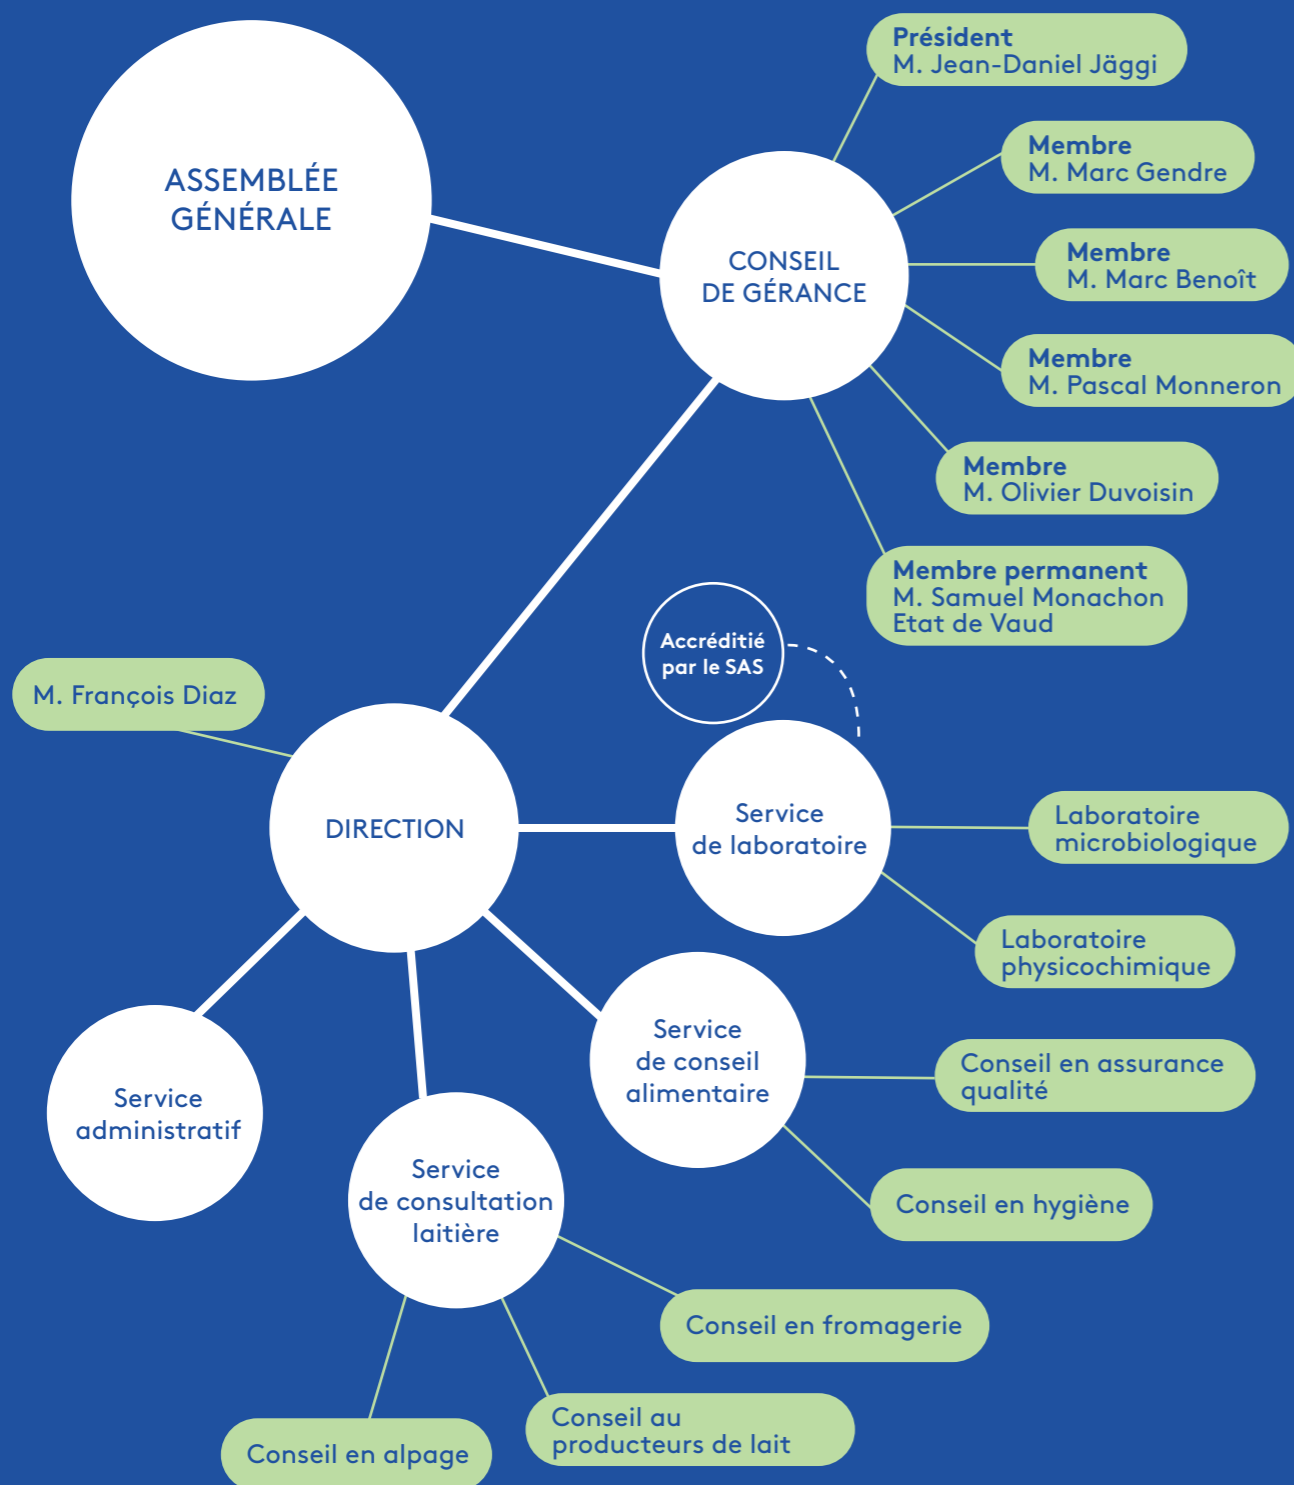 ASSEMBLÉE
GÉNÉRALE
CONSEIL
DE GÉRANCE
Président
M. Jean-Daniel Jäggi
Membre
M. Marc Gendre
Membre
M. Marc Benoît
Membre
M. Pascal Monneron
Membre
M. Olivier Duvoisin
Membre permanent
M. Samuel Monachon
Etat de Vaud
Accréditié
par le SAS
M. François Diaz
DIRECTION
Service
de laboratoire
Laboratoire
microbiologique
Laboratoire
physicochimique
Service
de conseil
alimentaire
Conseil en assurance
qualité
Conseil en hygiène
Service
administratif
Service
de consultation
laitière
Conseil en fromagerie
Conseil au
producteurs de lait
Conseil en alpage